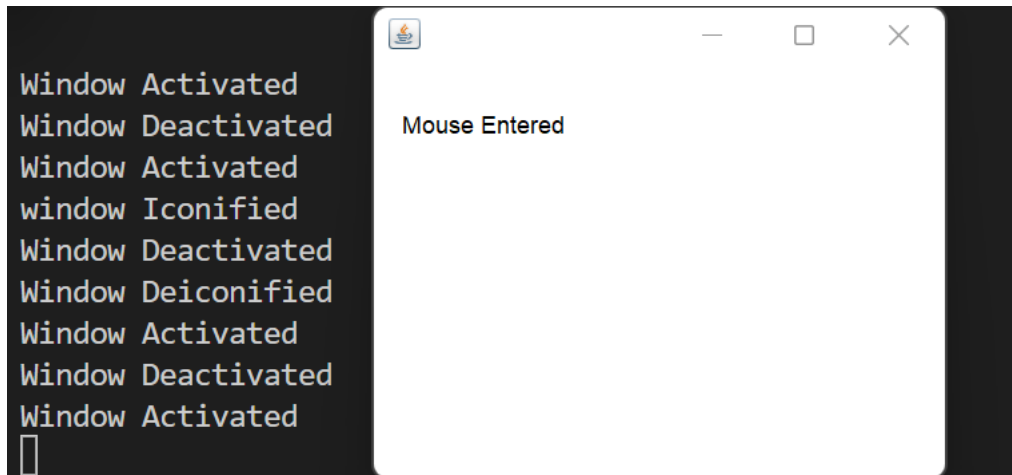 Window Activated
Window Deactivated
Window Activated
window Iconified
Window Deactivated
Window Deiconified
Window Activated
Window Deactivated
Window Activated
Mouse Entered